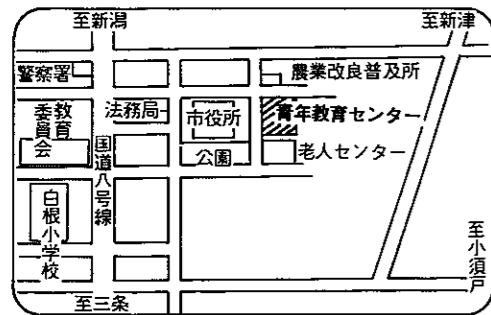 至新潟
至新津
警察署
農業改良普及所
教育
委員
会
法務局
市役所
青年教育センター
国道八号線
公園
老人センター
白根小学校
至小須戸
至三条